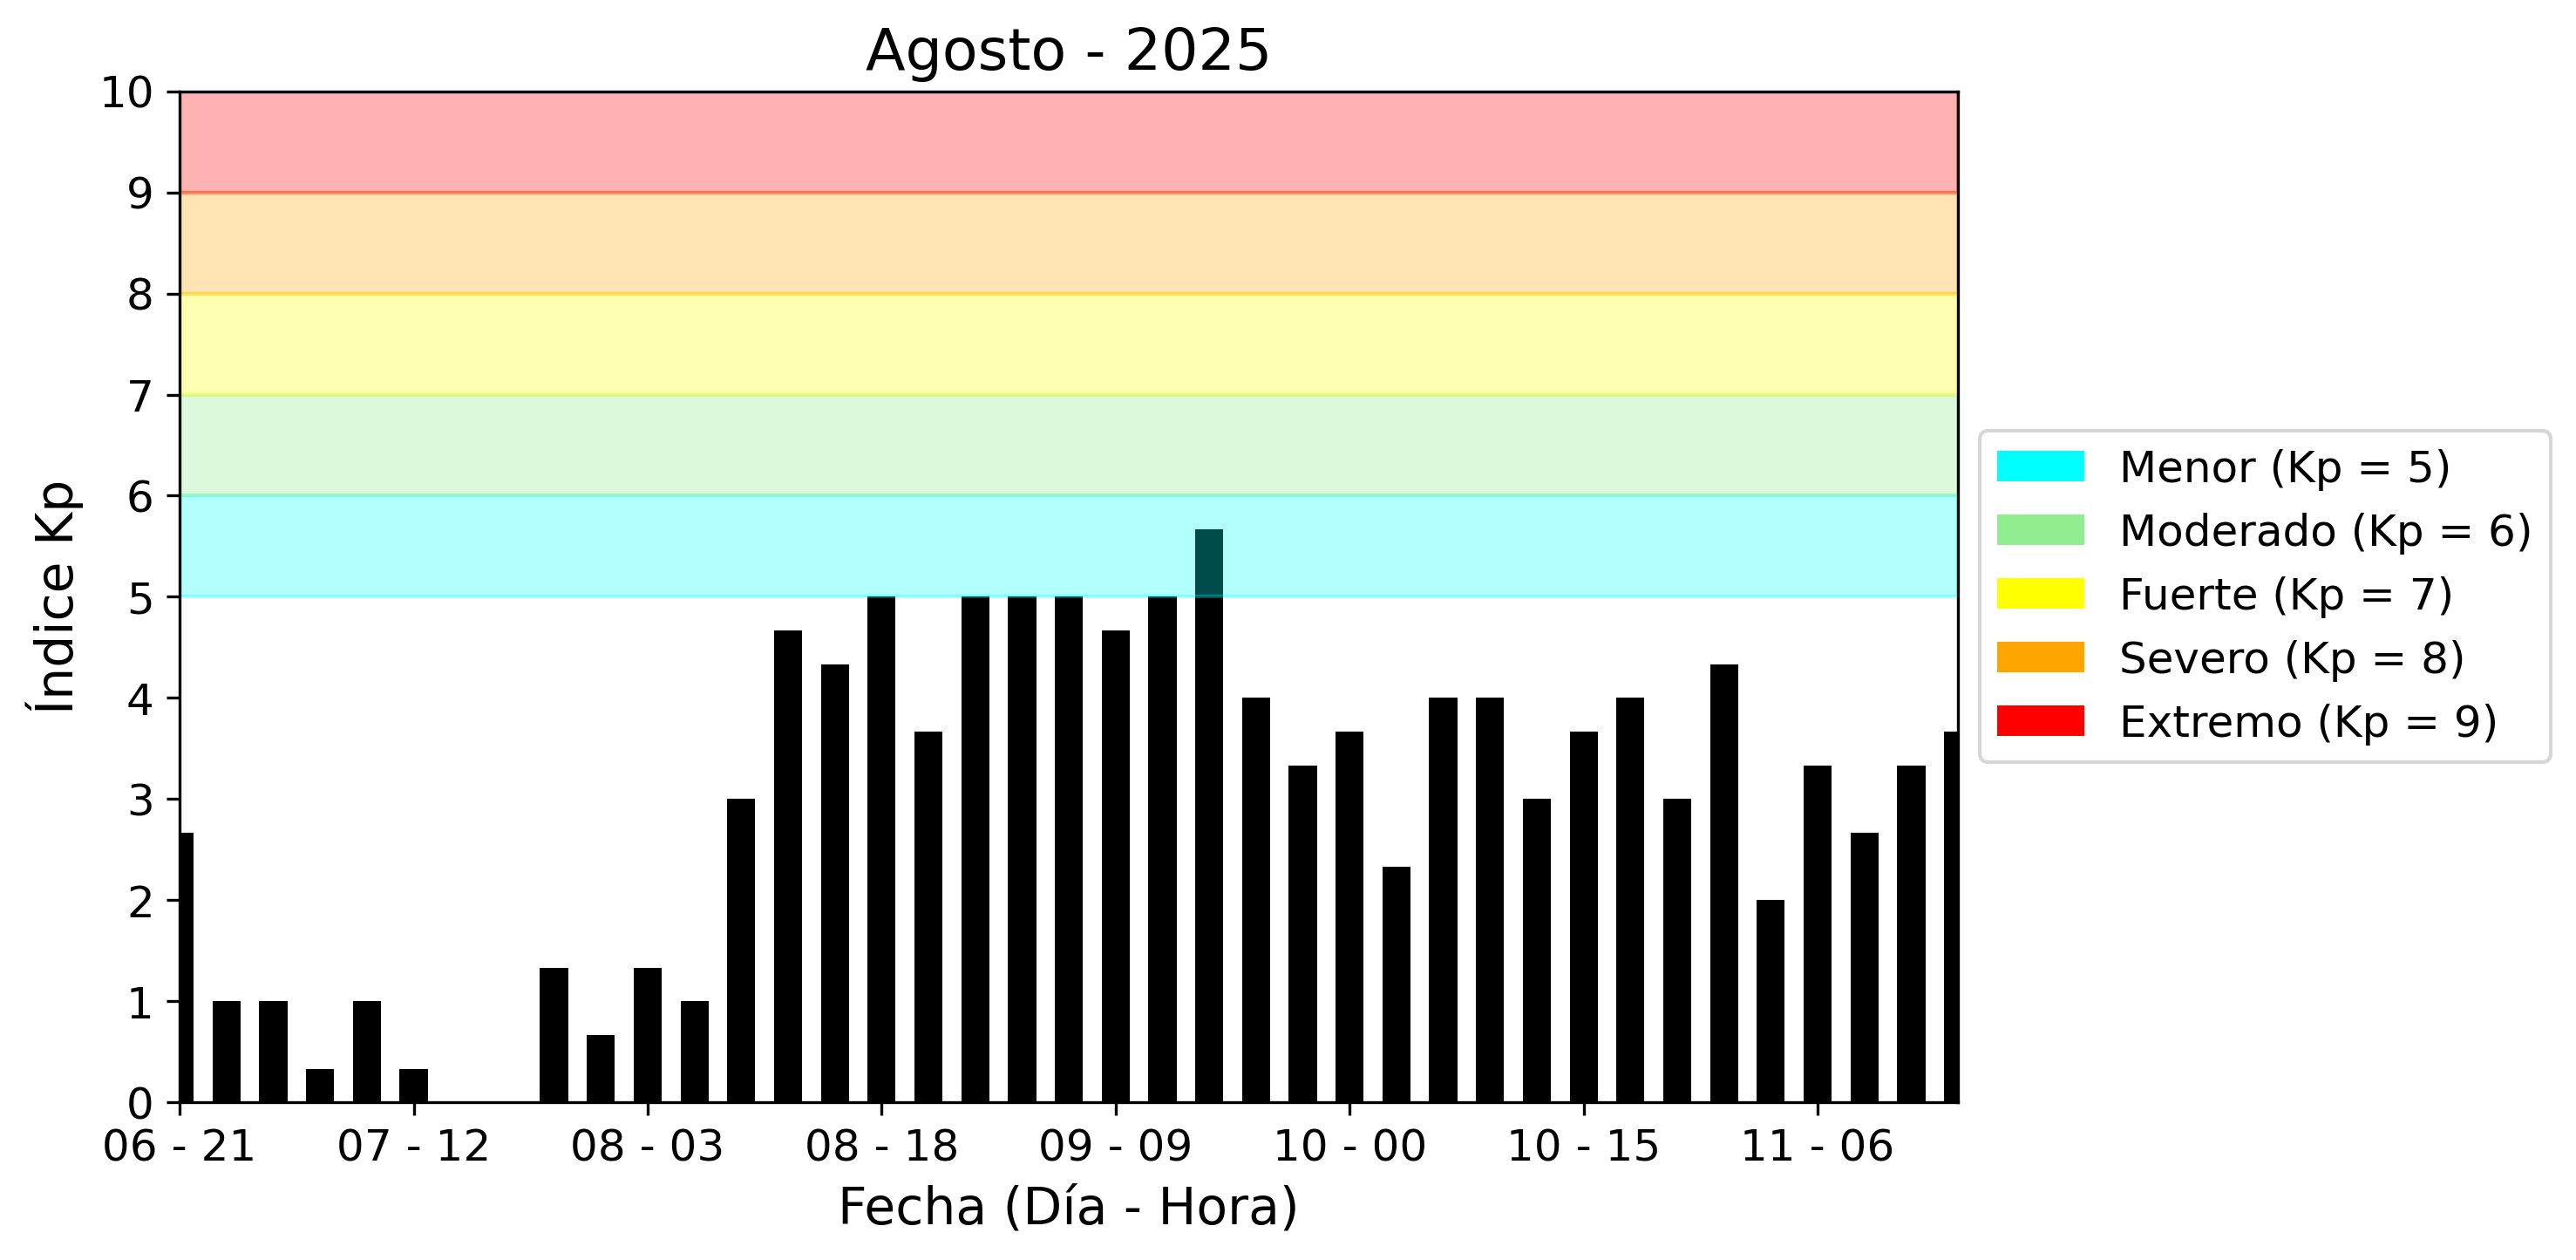 Agosto - 2025
10
9
8
7
6
5
4
3
2
1
0
Índice Kp
06 - 21
07 - 12
08 - 03
08 - 18
09 - 09
10 - 00
10 - 15
11 - 06
Fecha (Día - Hora)
Menor (Kp = 5)
Moderado (Kp = 6)
Fuerte (Kp = 7)
Severo (Kp = 8)
Extremo (Kp = 9)